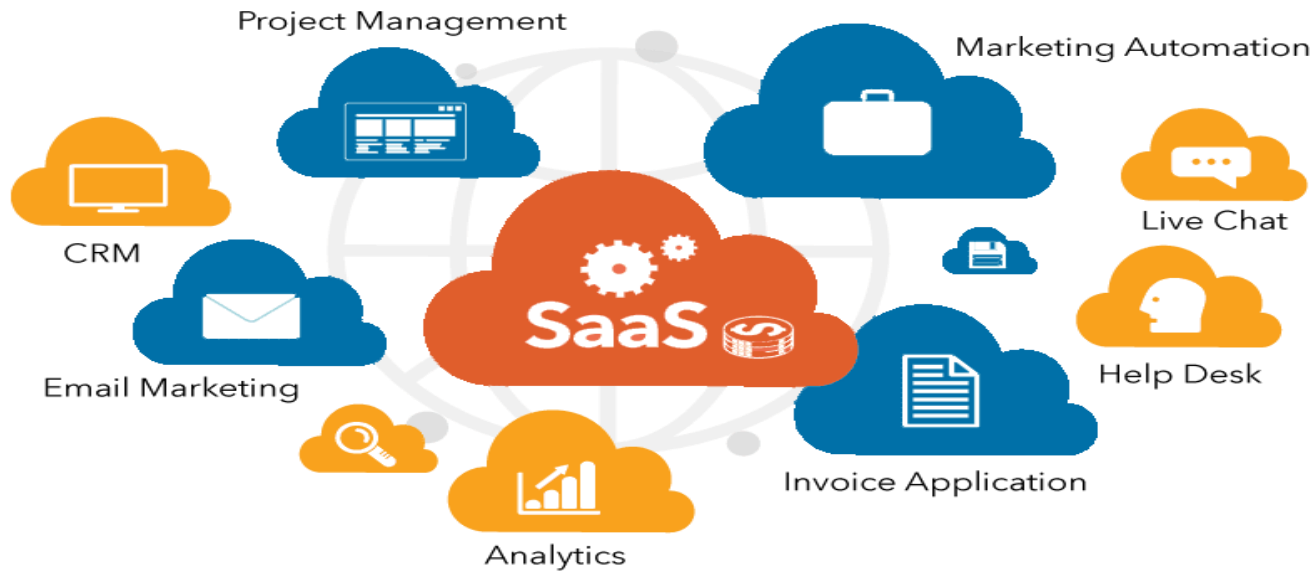 Project Management
Marketing Automation
CRM
Live Chat
SaaS
Email Marketing
Help Desk
Invoice Application
Analytics